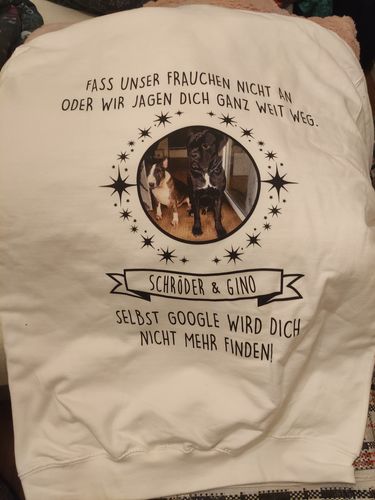 FASS UNSER FRAUCHEN NICHT AN
ODER WIR JAGEN DICH GANZ WEIT WEG.
SCHRÖDER & GINO
SELBST GOOGLE WIRD DICH
NICHT MEHR FINDEN!